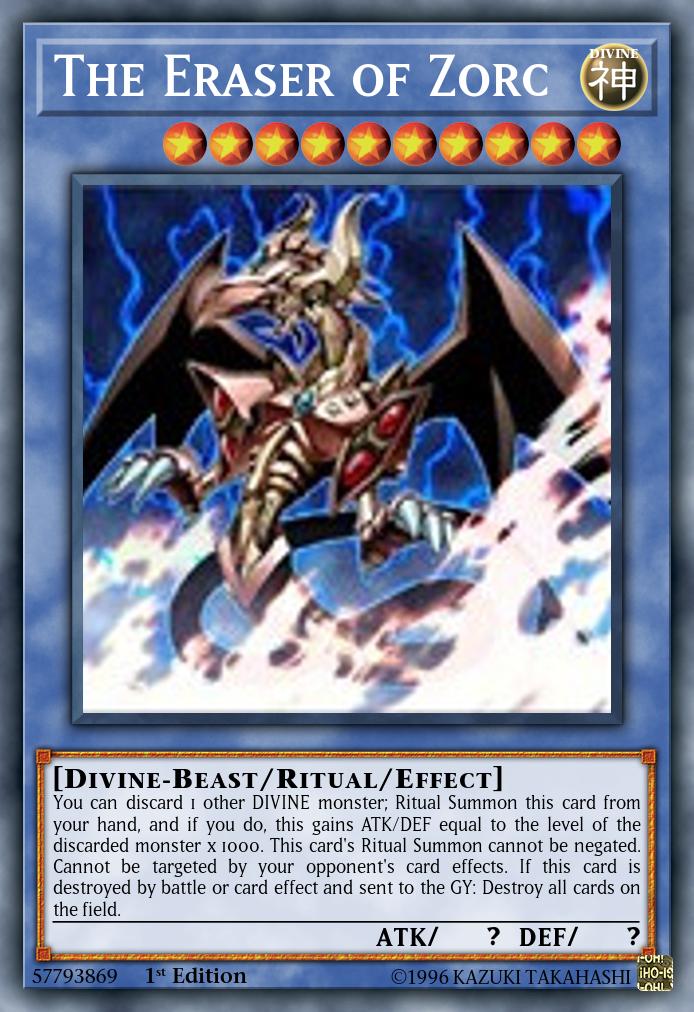 The Eraser of Zorc
DIVINE
神
[Divine-Beast/Ritual/Effect]
You can discard 1 other DIVINE monster; Ritual Summon this card from
your hand, and if you do, this gains ATK/DEF equal to the level of the
discarded monster x 1000. This card's Ritual Summon cannot be negated.
Cannot be targeted by your opponent's card effects. If this card is
destroyed by battle or card effect and sent to the GY: Destroy all cards on
the field.
ATK/ ? DEF/ ?
57793869 1st Edition ©1996 KAZUKI TAKAHASHI